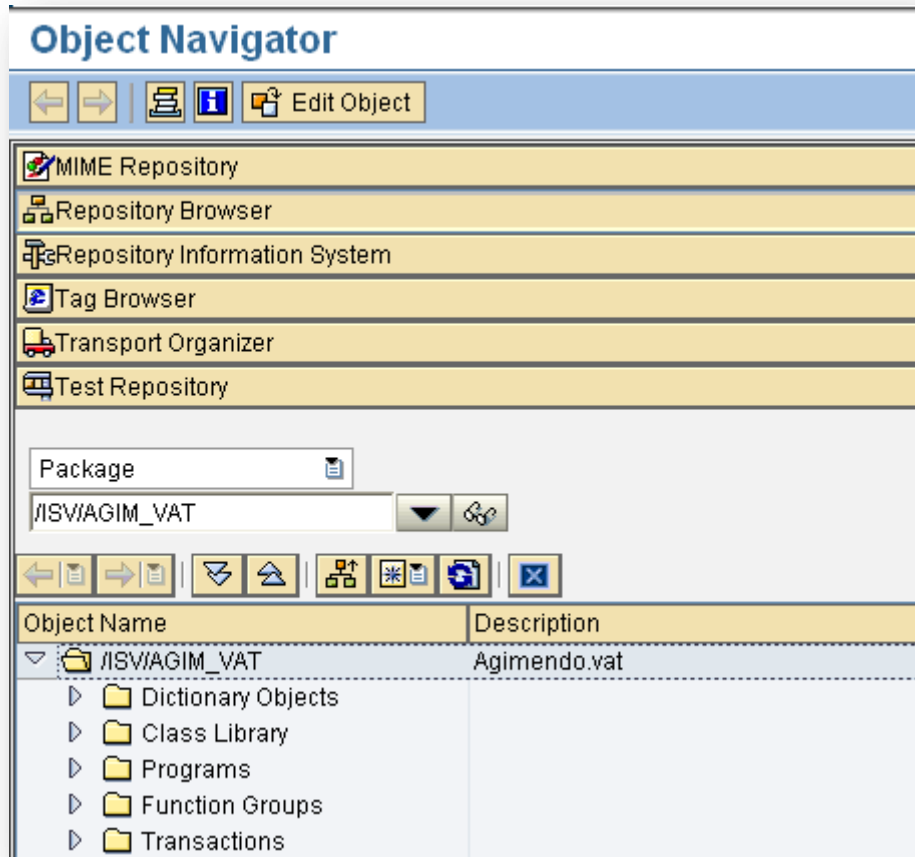 Object Navigator
Edit Object
MIME Repository
Repository Browser
Repository Information System
Tag Browser
Transport Organizer
Test Repository
Package
/ISV/AGIM_VAT
Object Name Description
/ISV/AGIM_VAT Agimendo.vat
Dictionary Objects
Class Library
Programs
Function Groups
Transactions